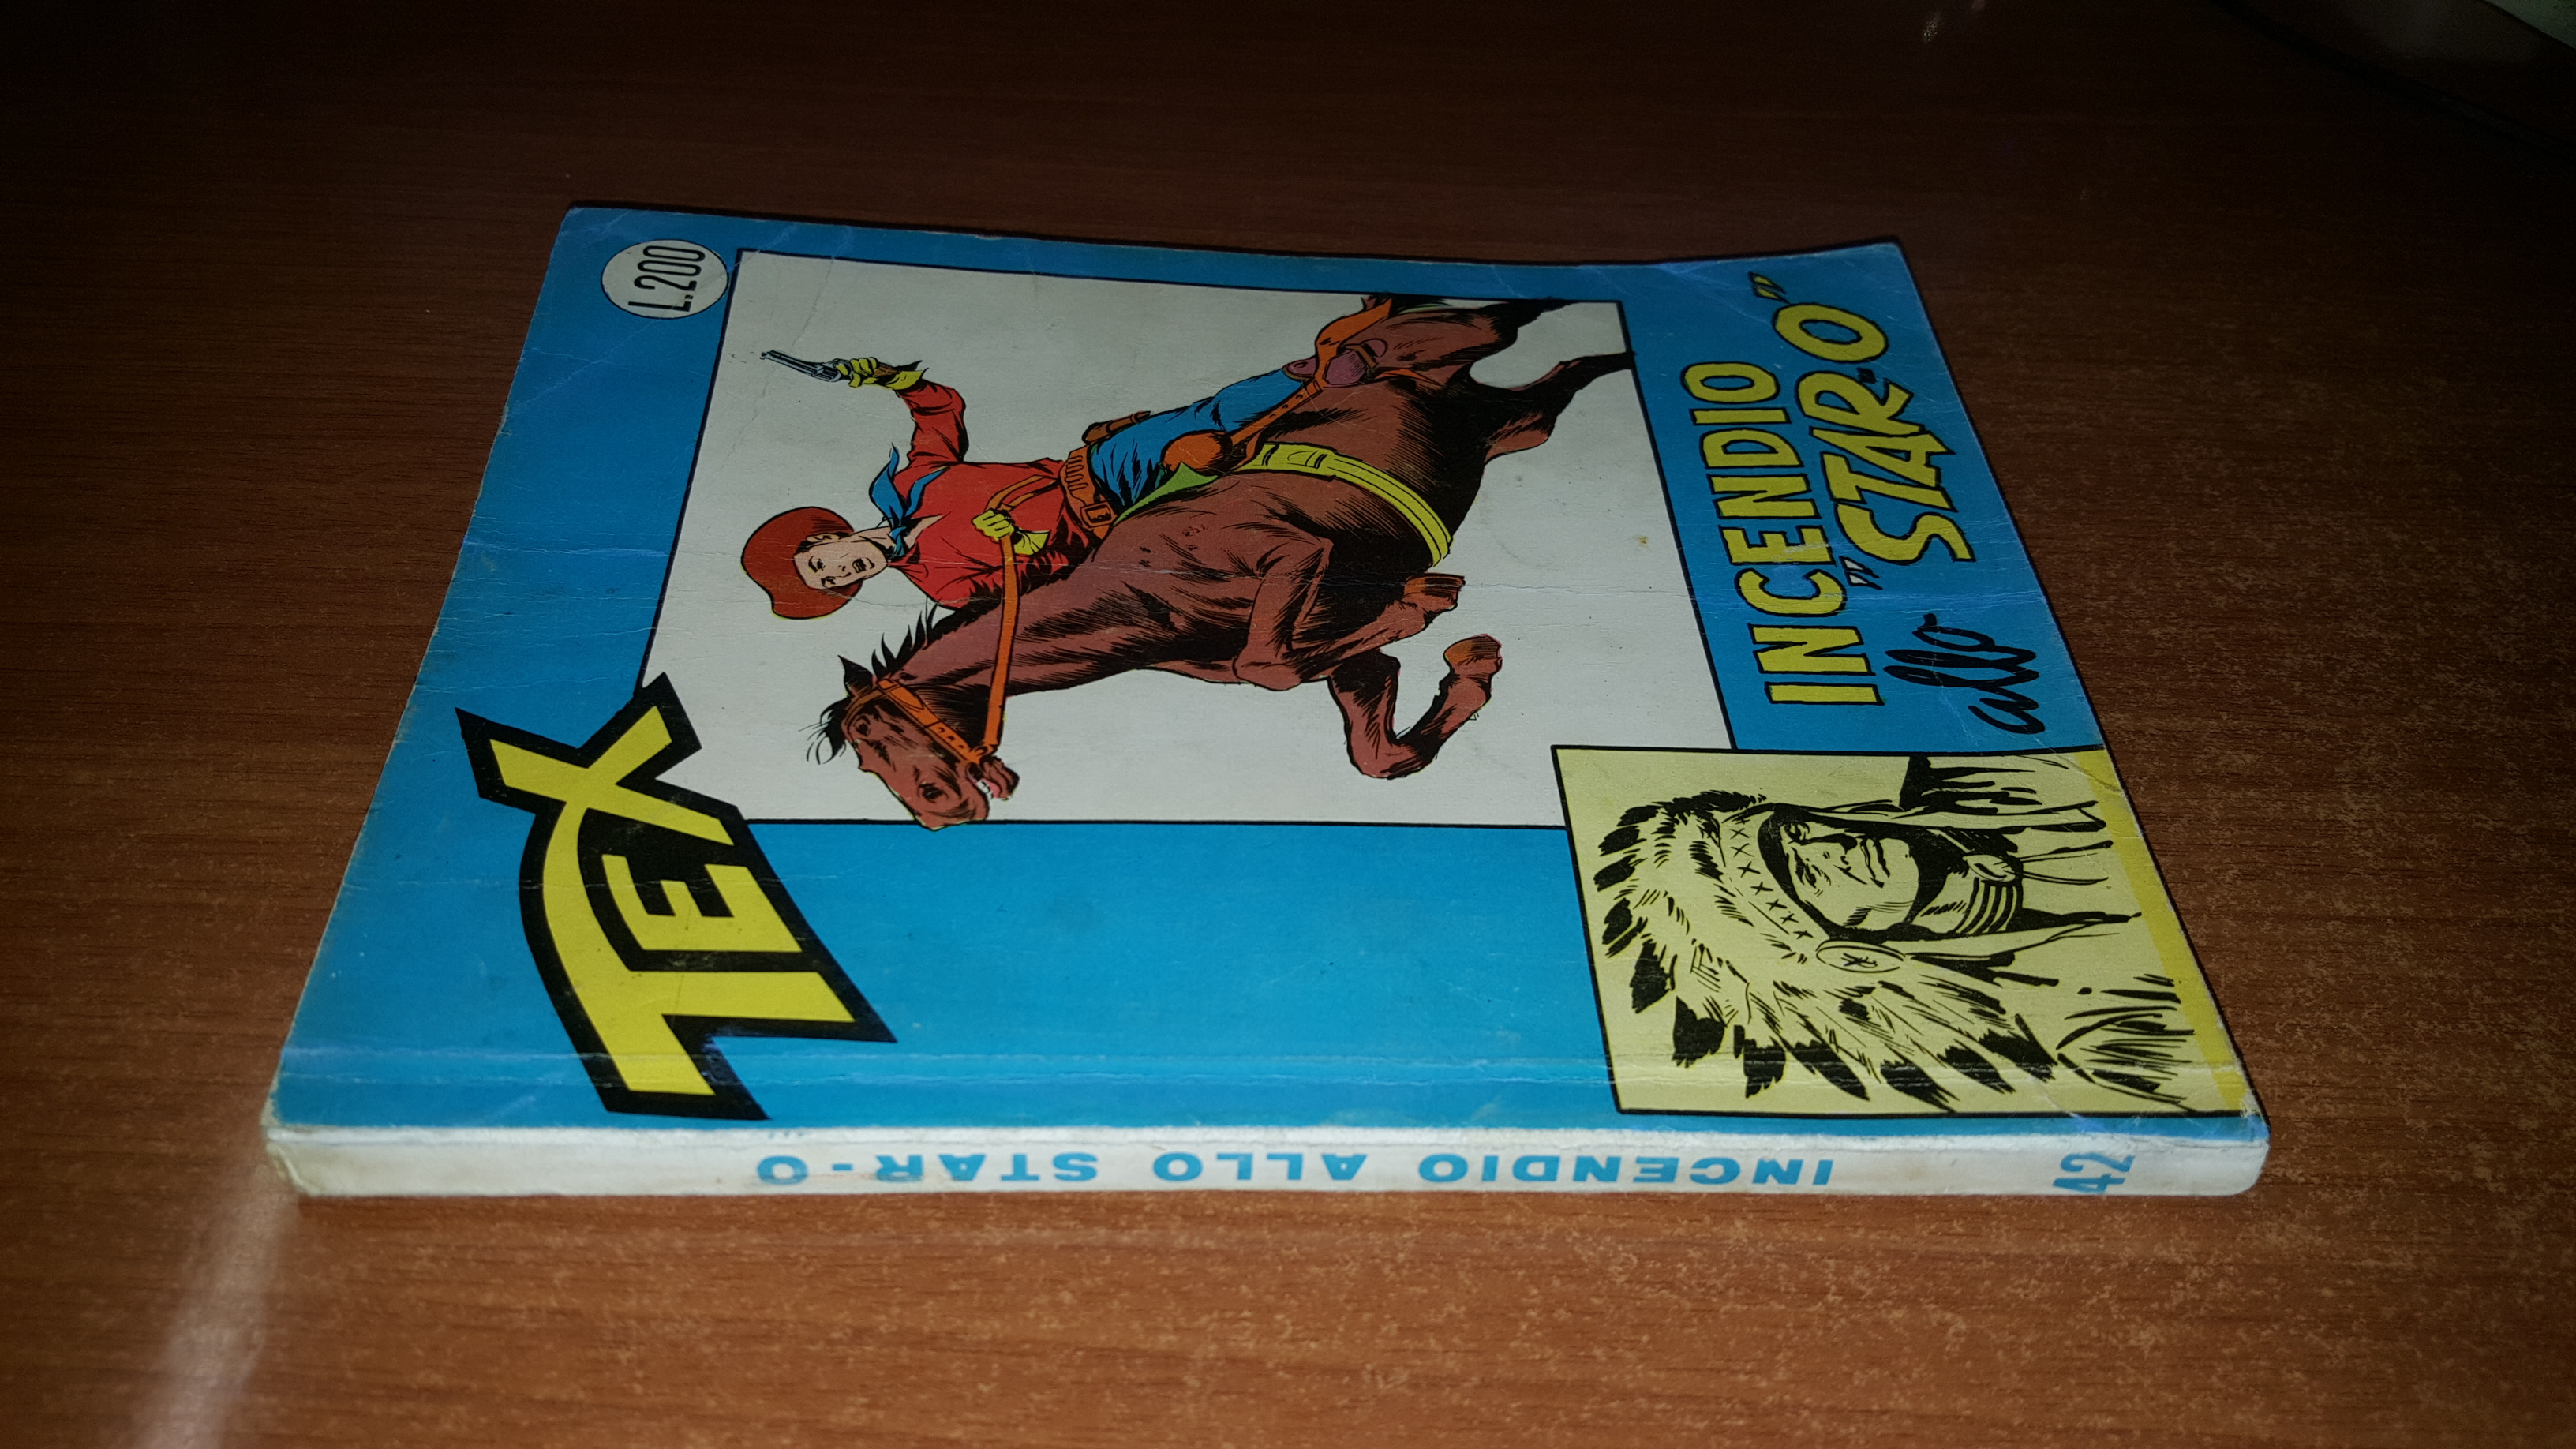 L.200
TEX
INCENDIO
allo "STAR-O"
INCENDIO ALLO STAR-O
42